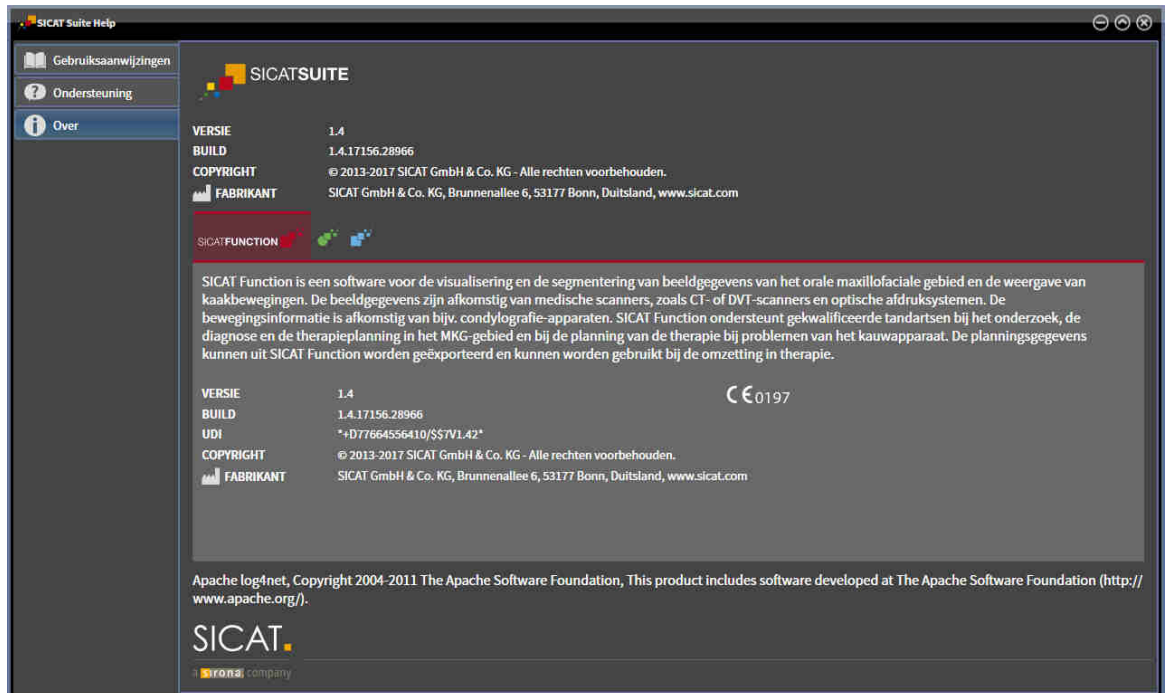 SICAT Suite Help
Gebruiksaanwijzingen
Ondersteuning
Over
SICATSUITE
VERSIE 1.4
BUILD 1.4.17156.28966
COPYRIGHT © 2013-2017 SICAT GmbH & Co. KG - Alle rechten voorbehouden.
FABRIKANT SICAT GmbH & Co. KG, Brunnenallee 6, 53177 Bonn, Duitsland, www.sicat.com
SICATFUNCTION
SICAT Function is een software voor de visualisering en de segmentering van beeldgegevens van het orale maxillofaciale gebied en de weergave van
kaakbewegingen. De beeldgegevens zijn afkomstig van medische scanners, zoals CT- of DVT-scanners en optische afdruksystemen. De
bewegingsinformatie is afkomstig van bijv. condylografie-apparaten. SICAT Function ondersteunt gekwalificeerde tandartsen bij het onderzoek, de
diagnose en de therapieplanning in het MKG-gebied en bij de planning van de therapie bij problemen van het kauwapparaat. De planningsgegevens
kunnen uit SICAT Function worden geëxporteerd en kunnen worden gebruikt bij de omzetting in therapie.
VERSIE 1.4
CE0197
BUILD 1.4.17156.28966
UDI *+D77664556410/$$7V1.42*
COPYRIGHT © 2013-2017 SICAT GmbH & Co. KG - Alle rechten voorbehouden.
FABRIKANT SICAT GmbH & Co. KG, Brunnenallee 6, 53177 Bonn, Duitsland, www.sicat.com
Apache log4net, Copyright 2004-2011 The Apache Software Foundation, This product includes software developed at The Apache Software Foundation (http://
www.apache.org/).
SICAT.
a sirona company